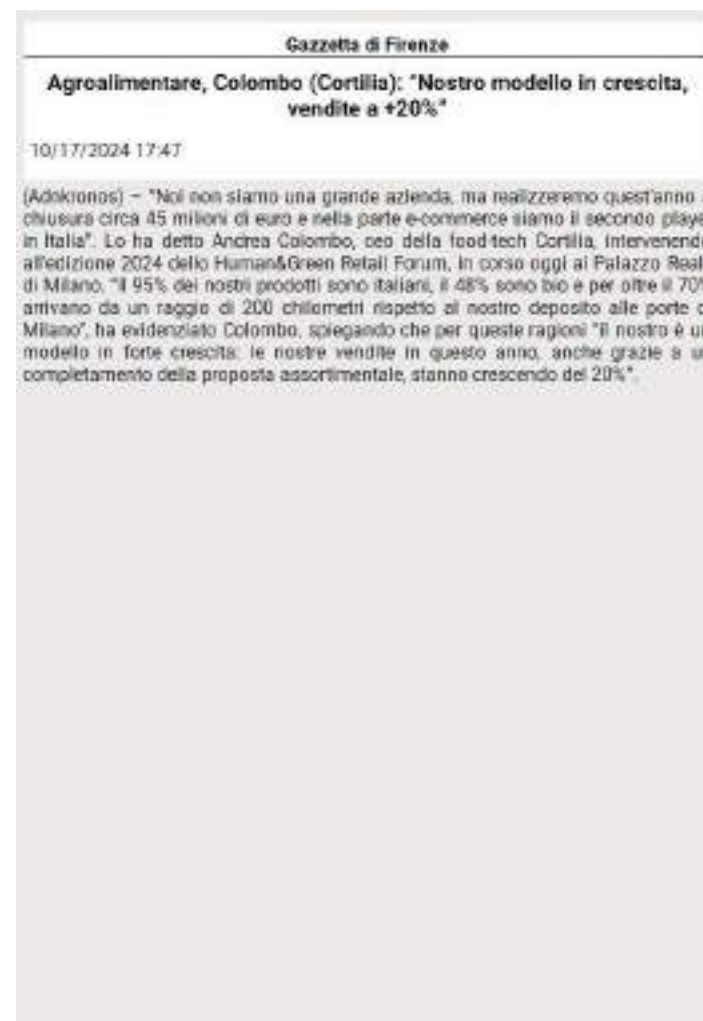 Gazzetta di Firenze
Agroalimentare, Colombo (Cortilia): "Nostro modello in crescita,
vendite a +20%"
10/17/2024 17:47
(Adnkronos) – "Noi non siamo una grande azienda, ma realizzeremo quest'anno a
chiusura circa 45 milioni di euro e nella parte e-commerce siamo il secondo playe
in Italia". Lo ha detto Andrea Colombo, ceo della food-tech Cortilia, intervenendo
all'edizione 2024 dello Human&Green Retail Forum, in corso oggi al Palazzo Real
di Milano. "Il 95% dei nostri prodotti sono italiani, il 48% sono bio e per oltre il 70%
arrivano da un raggio di 200 chilometri rispetto al nostro deposito alle porte d
Milano", ha evidenziato Colombo, spiegando che per queste ragioni "il nostro è un
modello in forte crescita: le nostre vendite in questo anno, anche grazie a un
completamento della proposta assortimentale, stanno crescendo del 20%".